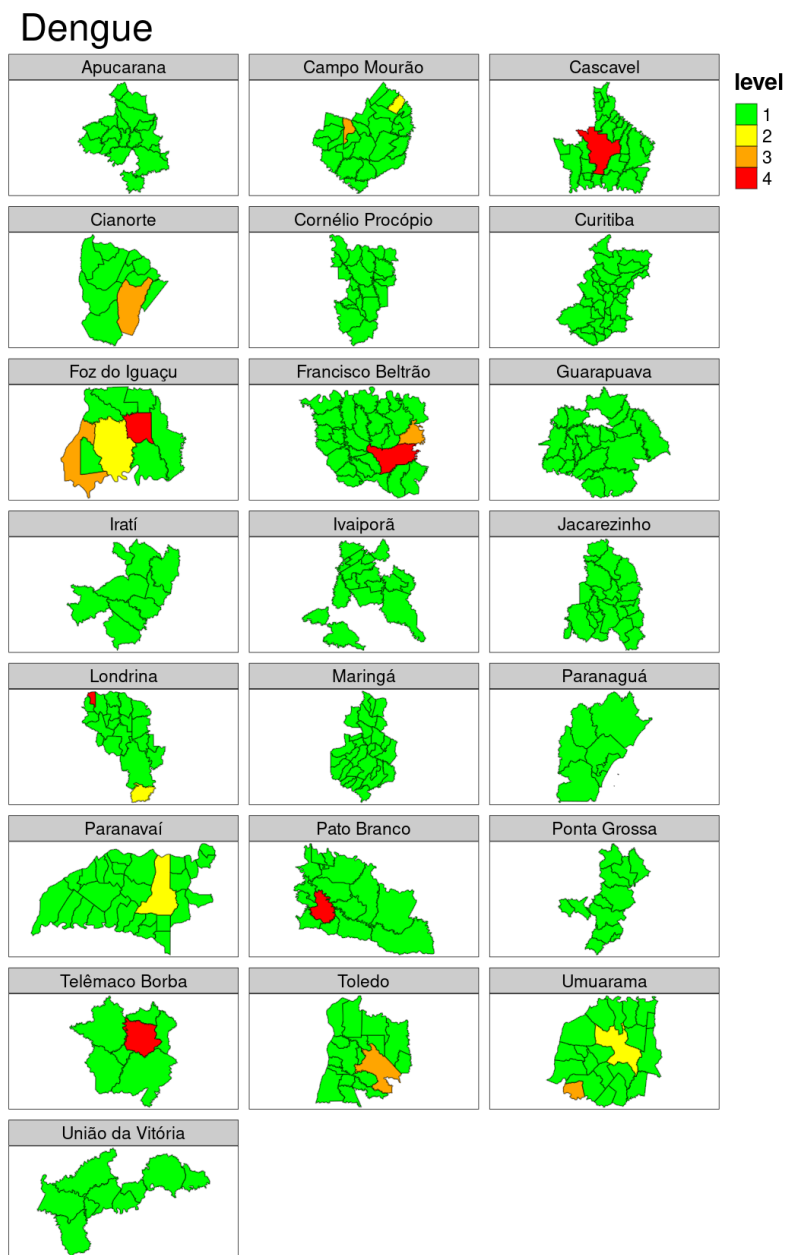 Dengue
Apucarana
Campo Mourão
Cascavel
level
1
2
3
4
Cianorte
Cornélio Procópio
Curitiba
Foz do Iguaçu
Francisco Beltrão
Guarapuava
Iratí
Ivaiporã
Jacarezinho
Londrina
Maringá
Paranaguá
Paranavaí
Pato Branco
Ponta Grossa
Telêmaco Borba
Toledo
Umuarama
União da Vitória